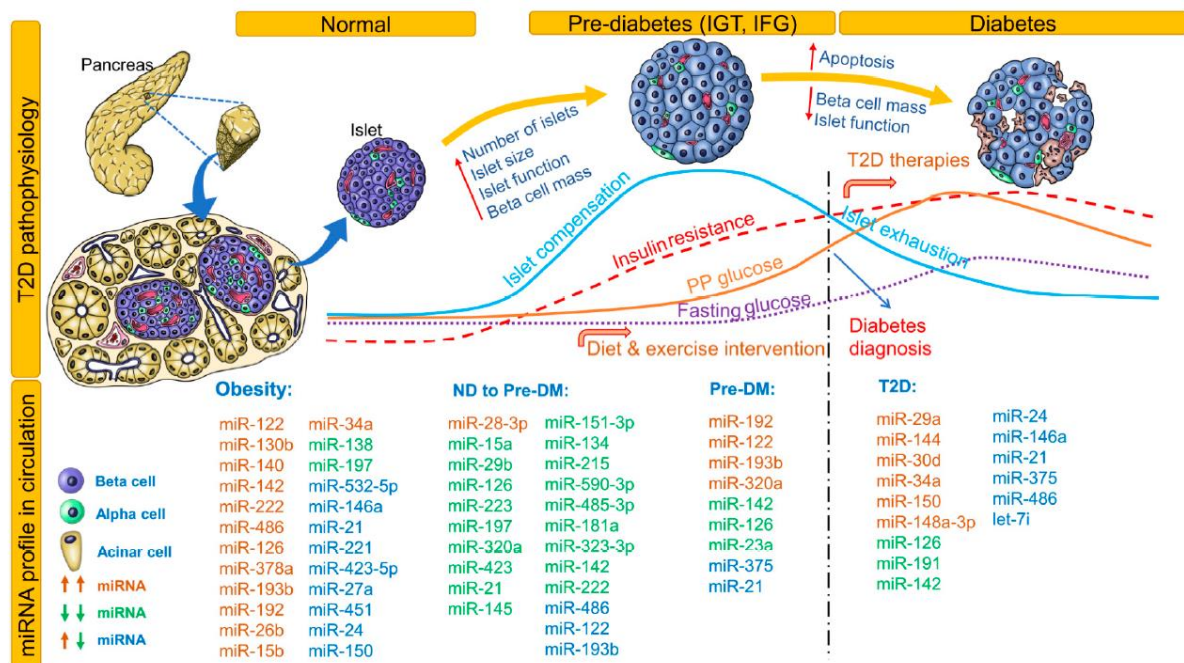 Normal
Pre-diabetes (IGT, IFG)
Diabetes
T2D pathophysiology
Pancreas
Islet
Number of islets
Islet size
Islet function
Beta cell mass
Apoptosis
Beta cell mass
Islet function
T2D therapies
Islet compensation
Insulin resistance
PP glucose
Fasting glucose
Islet exhaustion
Diet & exercise intervention
Diabetes
diagnosis
miRNA profile in circulation
Beta cell
Alpha cell
Acinar cell
miRNA
miRNA
miRNA
Obesity:
miR-122 miR-34a
miR-130b miR-138
miR-140 miR-197
miR-142 miR-532-5p
miR-222 miR-146a
miR-486 miR-21
miR-126 miR-221
miR-378a miR-423-5p
miR-193b miR-27a
miR-192 miR-451
miR-26b miR-24
miR-15b miR-150
ND to Pre-DM:
miR-28-3p miR-151-3p
miR-15a miR-134
miR-29b miR-215
miR-126 miR-590-3p
miR-223 miR-485-3p
miR-197 miR-181a
miR-320a miR-323-3p
miR-423 miR-142
miR-21 miR-222
miR-145 miR-486
miR-122
miR-193b
Pre-DM:
miR-192
miR-122
miR-193b
miR-320a
miR-142
miR-126
miR-23a
miR-375
miR-21
T2D:
miR-29a miR-24
miR-144 miR-146a
miR-30d miR-21
miR-34a miR-375
miR-150 miR-486
miR-148a-3p let-7i
miR-126
miR-191
miR-142